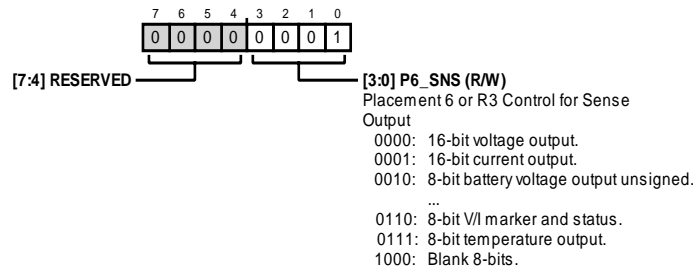 7 6 5 4 3 2 1 0
0 0 0 0 0 0 0 1
[7:4] RESERVED
[3:0] P6_SNS (R/W)
Placement 6 or R3 Control for Sense
Output
0000: 16-bit voltage output.
0001: 16-bit current output.
0010: 8-bit battery voltage output unsigned.
...
0110: 8-bit V/I marker and status.
0111: 8-bit temperature output.
1000: Blank 8-bits.